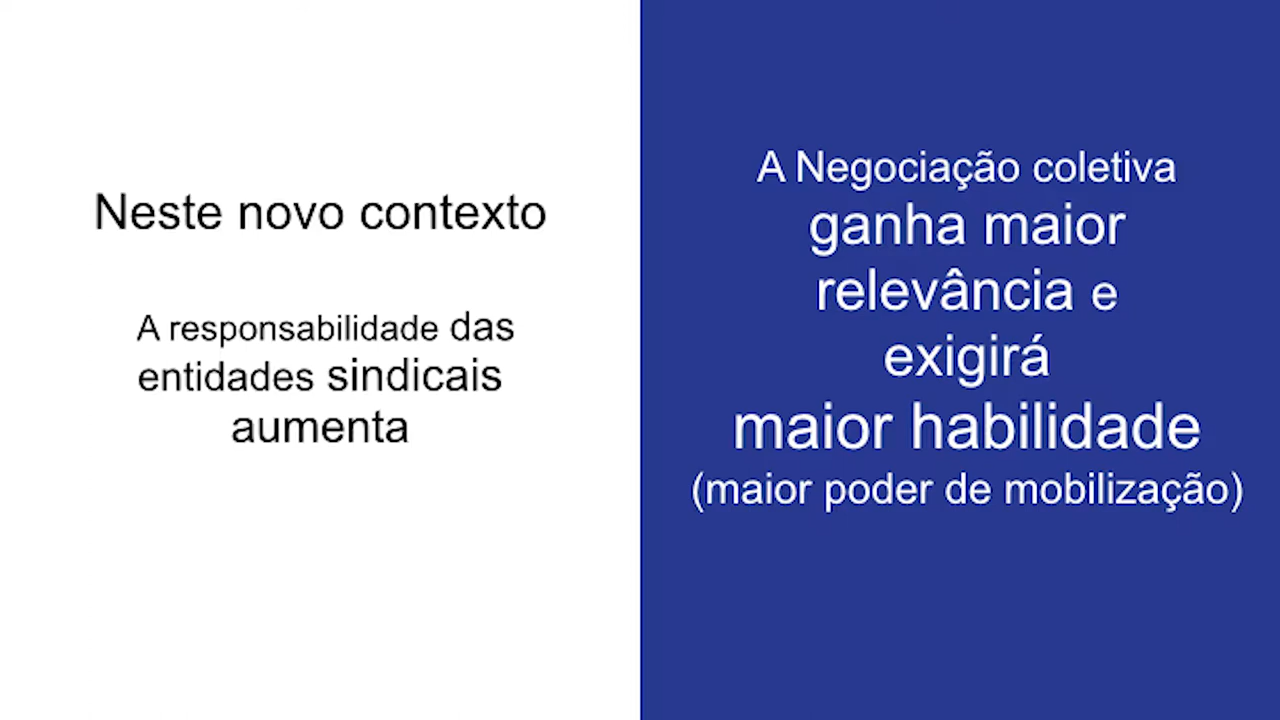 Neste novo contexto
A responsabilidade das
entidades sindicais
aumenta
A Negociação coletiva
ganha maior
relevância e
exigirá
maior habilidade
(maior poder de mobilização)